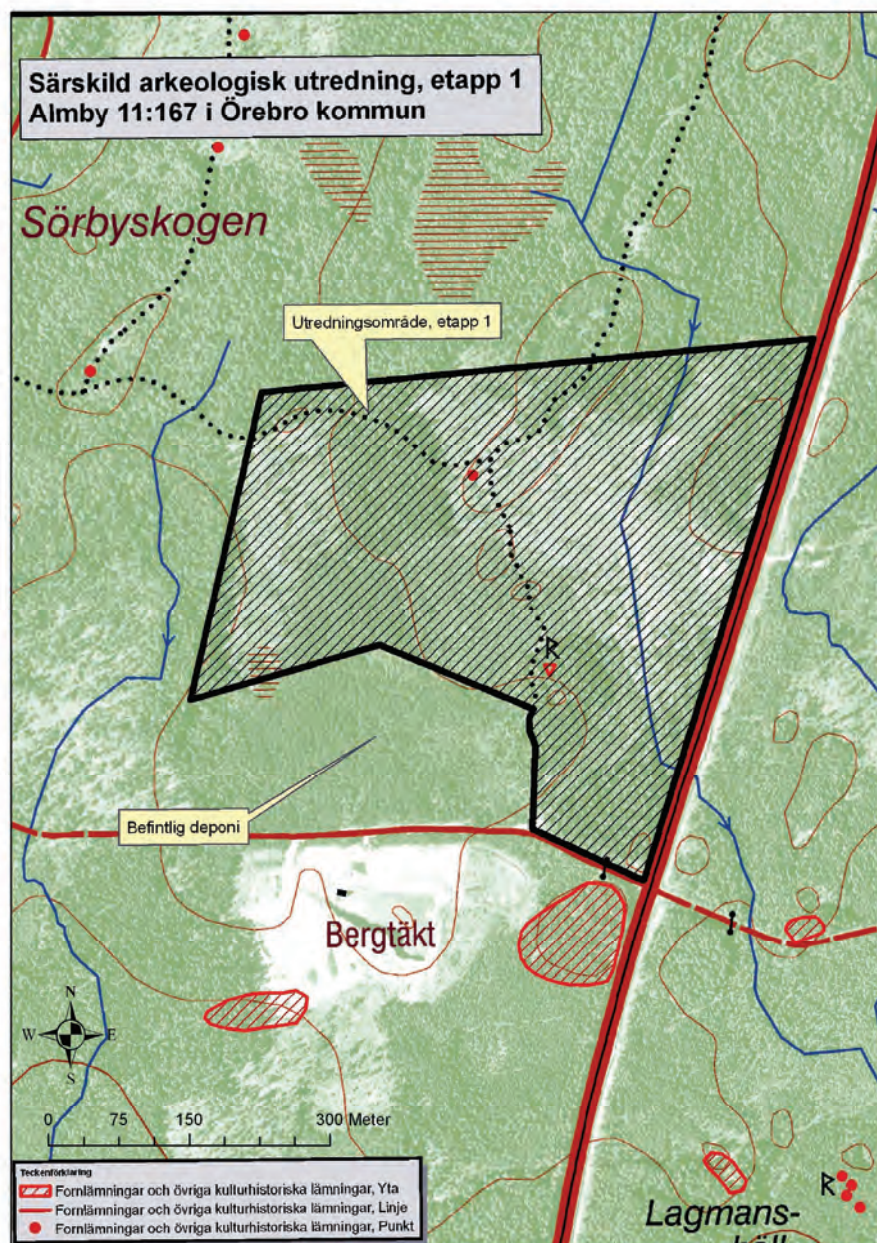 Särskild arkeologisk utredning, etapp 1
Almby 11:167 i Örebro kommun
Sörbyskogen
Utredningsområde, etapp 1
R
Befintlig deponi
Bergtäkt
N
W E
S
0 75 150 300 Meter
Teckenförklaring
Fornlämningar och övriga kulturhistoriska lämningar, Yta
Fornlämningar och övriga kulturhistoriska lämningar, Linje
Fornlämningar och övriga kulturhistoriska lämningar, Punkt
R
Lagmans-